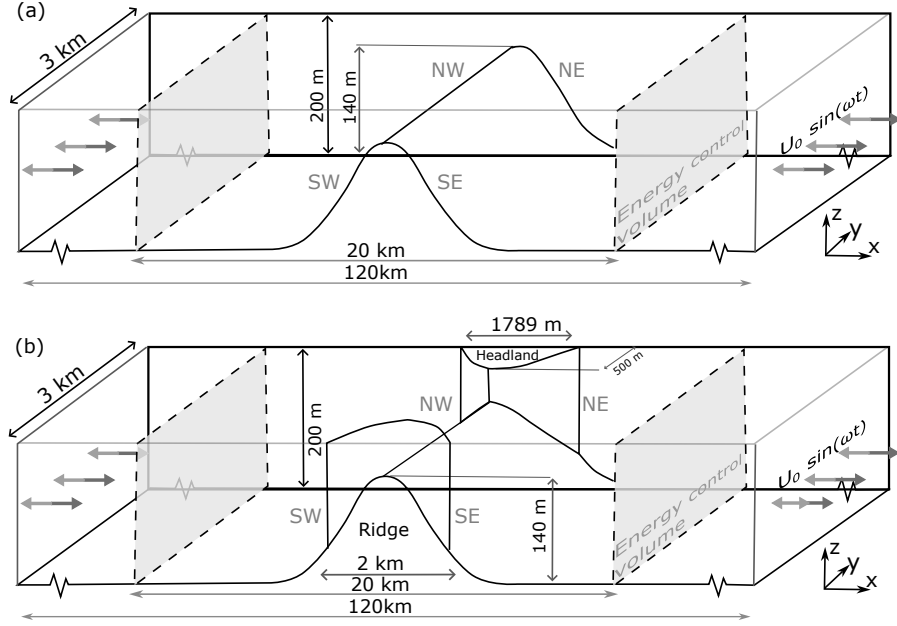 (a)
3 km
200 m
140 m
NW
NE
SW
SE
U₀ sin(ωt)
Energy control
volume
20 km
120km
z
y
x
(b)
3 km
1789 m
Headland
500 m
200 m
NW
NE
SW
SE
Ridge
140 m
U₀ sin(ωt)
Energy control
volume
2 km
20 km
120km
z
y
x